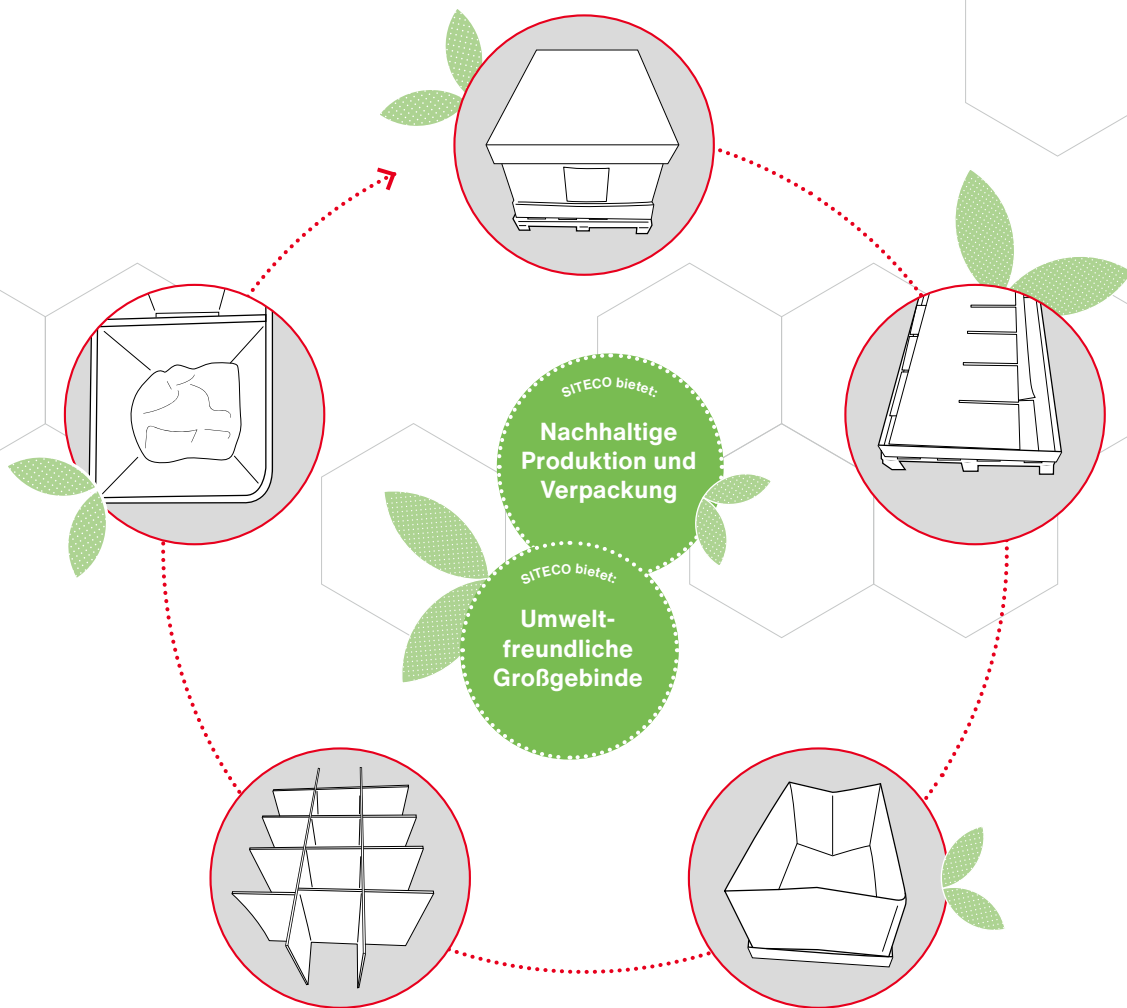 SITECO bietet:
Nachhaltige
Produktion und
Verpackung
SITECO bietet:
Umwelt-
freundliche
Großgebinde